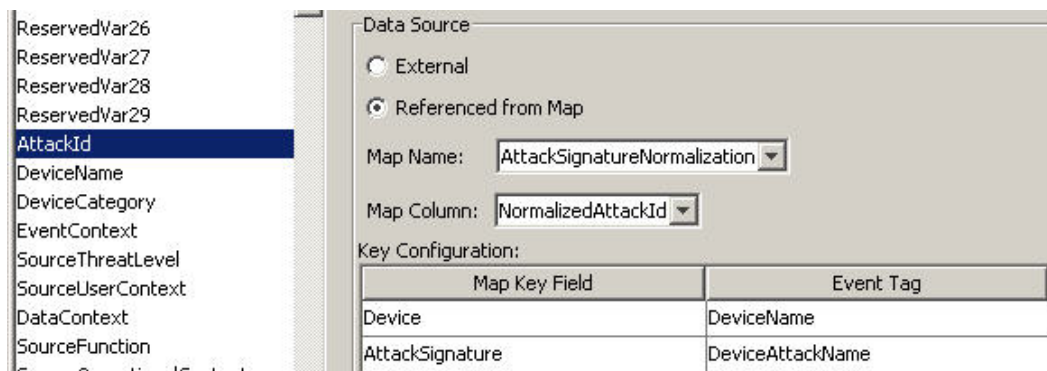 ReservedVar26
ReservedVar27
ReservedVar28
ReservedVar29
AttackId
DeviceName
DeviceCategory
EventContext
SourceThreatLevel
SourceUserContext
DataContext
SourceFunction
Data Source
External
Referenced from Map
Map Name: AttackSignatureNormalization
Map Column: NormalizedAttackId
Key Configuration:
Map Key Field Event Tag
Device DeviceName
AttackSignature DeviceAttackName